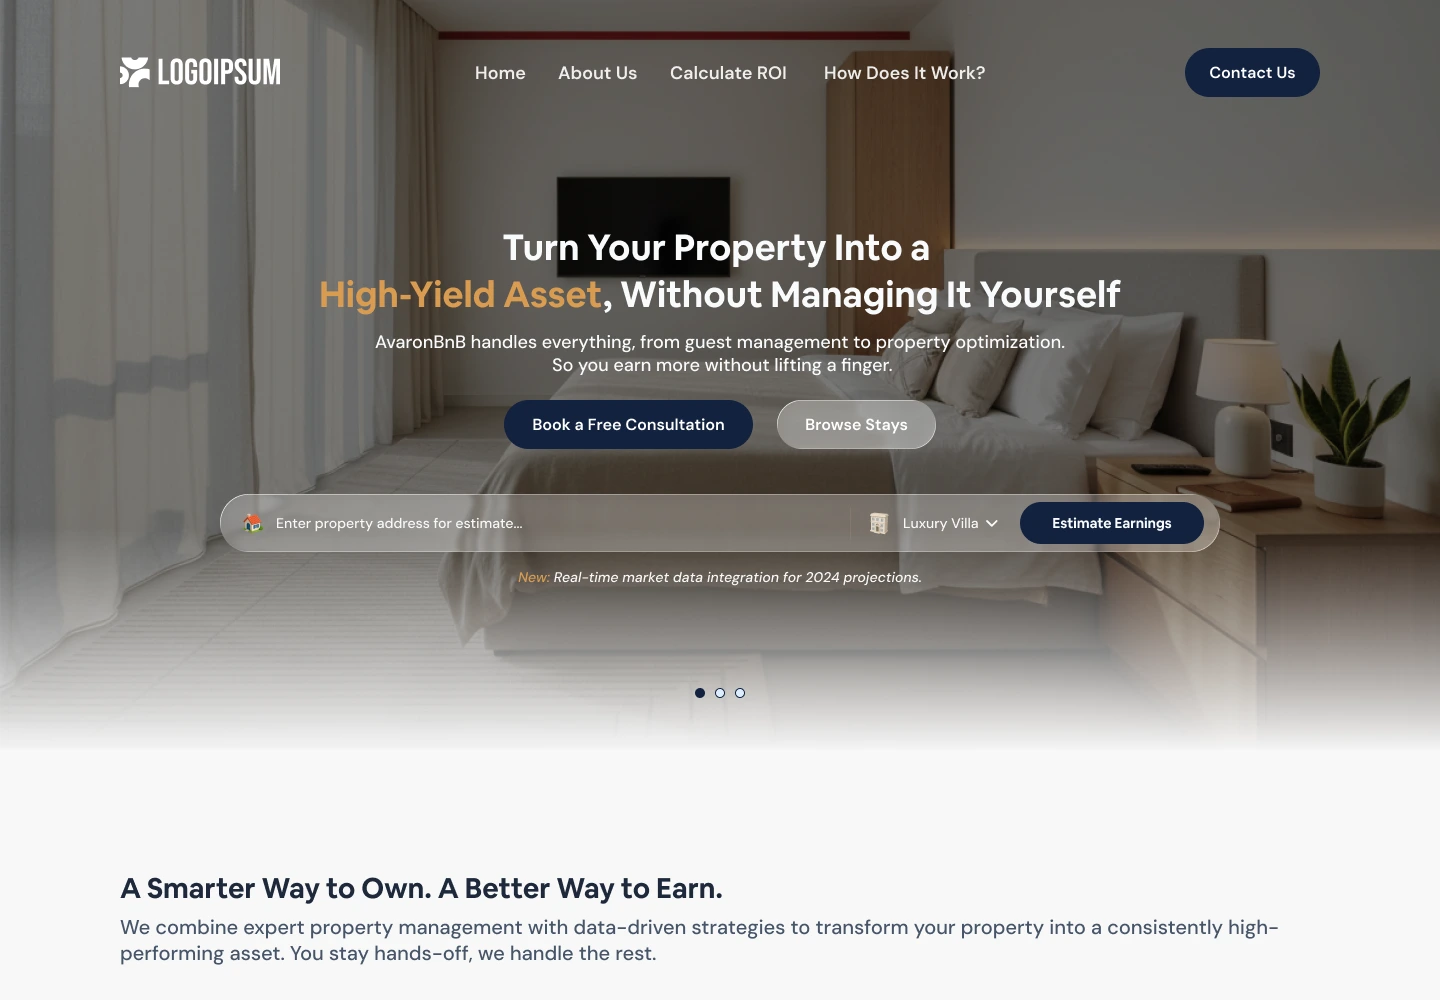 LOGOIPSUM
Home
About Us
Calculate ROI
How Does It Work?
Contact Us
Turn Your Property Into a
High-Yield Asset, Without Managing It Yourself
AvaronBnB handles everything, from guest management to property optimization.
So you earn more without lifting a finger.
Book a Free Consultation
Browse Stays
Enter property address for estimate...
Luxury Villa
Estimate Earnings
New: Real-time market data integration for 2024 projections.
A Smarter Way to Own. A Better Way to Earn.
We combine expert property management with data-driven strategies to transform your property into a consistently high-
performing asset. You stay hands-off, we handle the rest.